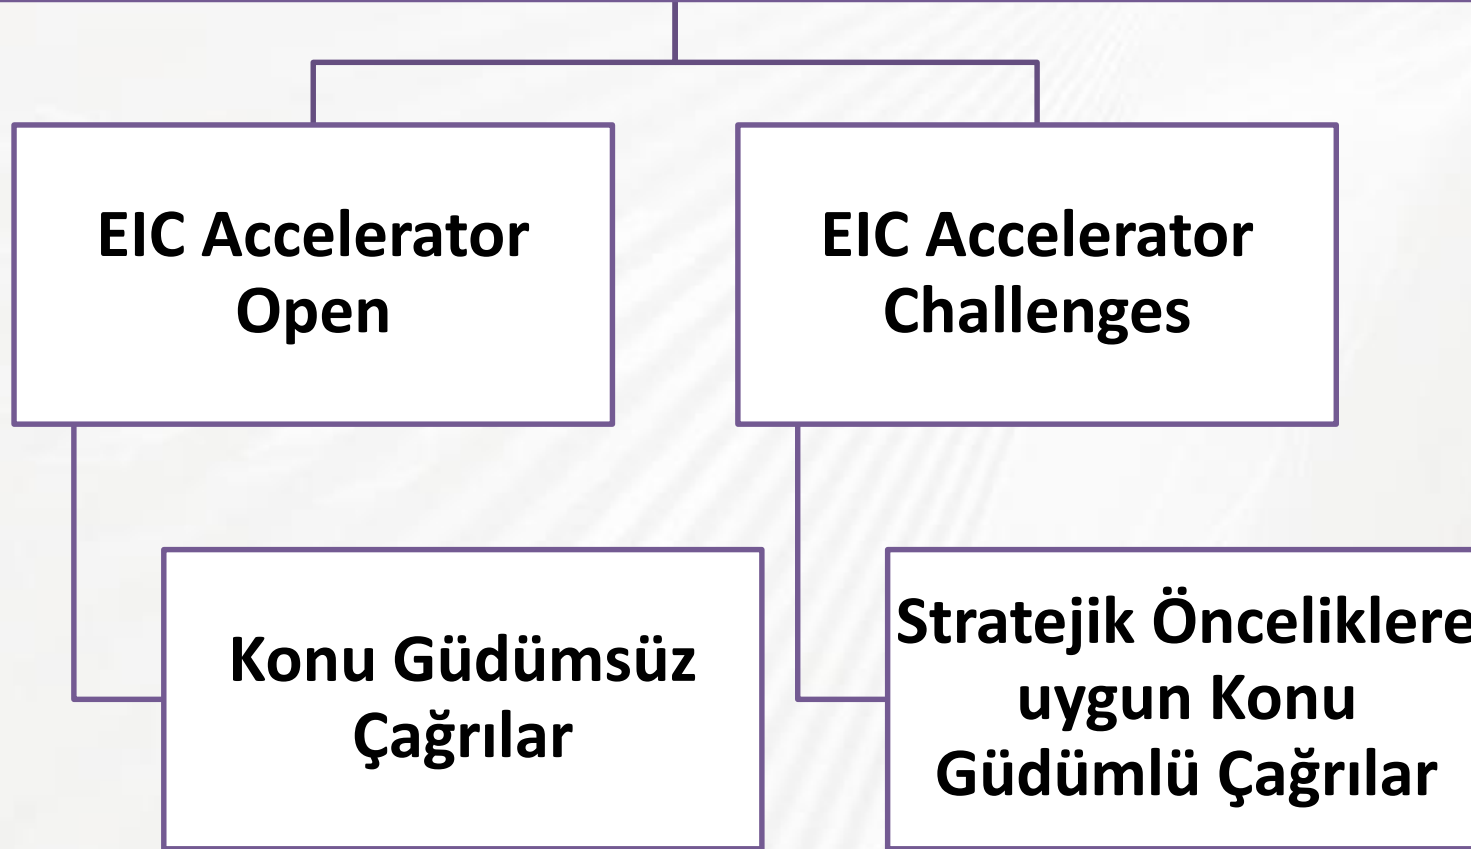 EIC Accelerator
Open
EIC Accelerator
Challenges
Konu Güdümsüz
Çağrılar
Stratejik Önceliklere
uygun Konu
Güdümlü Çağrılar